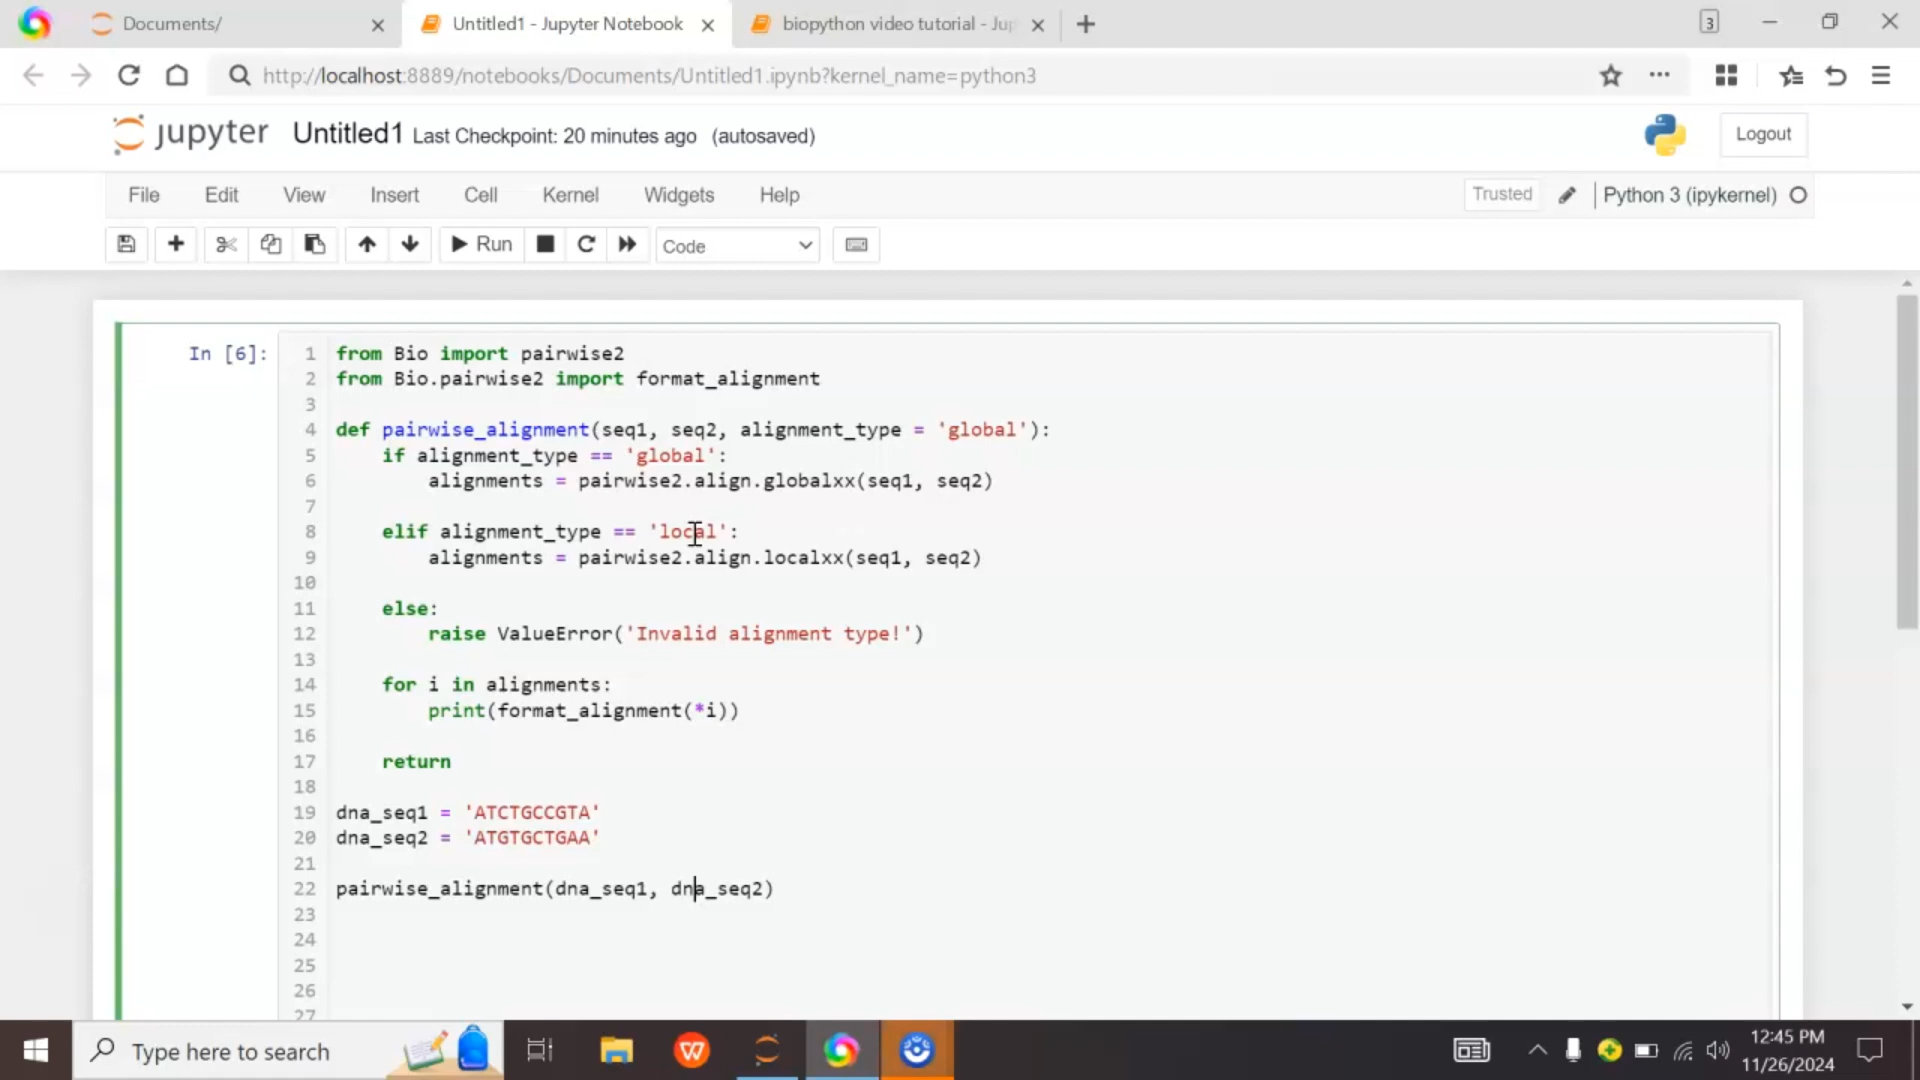 Documents/
Untitled1 - Jupyter Notebook
biopython video tutorial - Jup
3
http://localhost:8889/notebooks/Documents/Untitled1.ipynb?kernel_name=python3
jupyter Untitled1 Last Checkpoint: 20 minutes ago (autosaved)
Logout
File Edit View Insert Cell Kernel Widgets Help
Trusted
Python 3 (ipykernel)
Run
Code
In [6]:
1 from Bio import pairwise2
2 from Bio.pairwise2 import format_alignment
3
4 def pairwise_alignment(seq1, seq2, alignment_type = 'global'):
5 if alignment_type == 'global':
6 alignments = pairwise2.align.globalxx(seq1, seq2)
7
8 elif alignment_type == 'local':
9 alignments = pairwise2.align.localxx(seq1, seq2)
10
11 else:
12 raise ValueError('Invalid alignment type!')
13
14 for i in alignments:
15 print(format_alignment(*i))
16
17 return
18
19 dna_seq1 = 'ATCTGCCGTA'
20 dna_seq2 = 'ATGTGCTGAA'
21
22 pairwise_alignment(dna_seq1, dna_seq2)
23
24
25
26
27
Type here to search
W
12:45 PM
11/26/2024